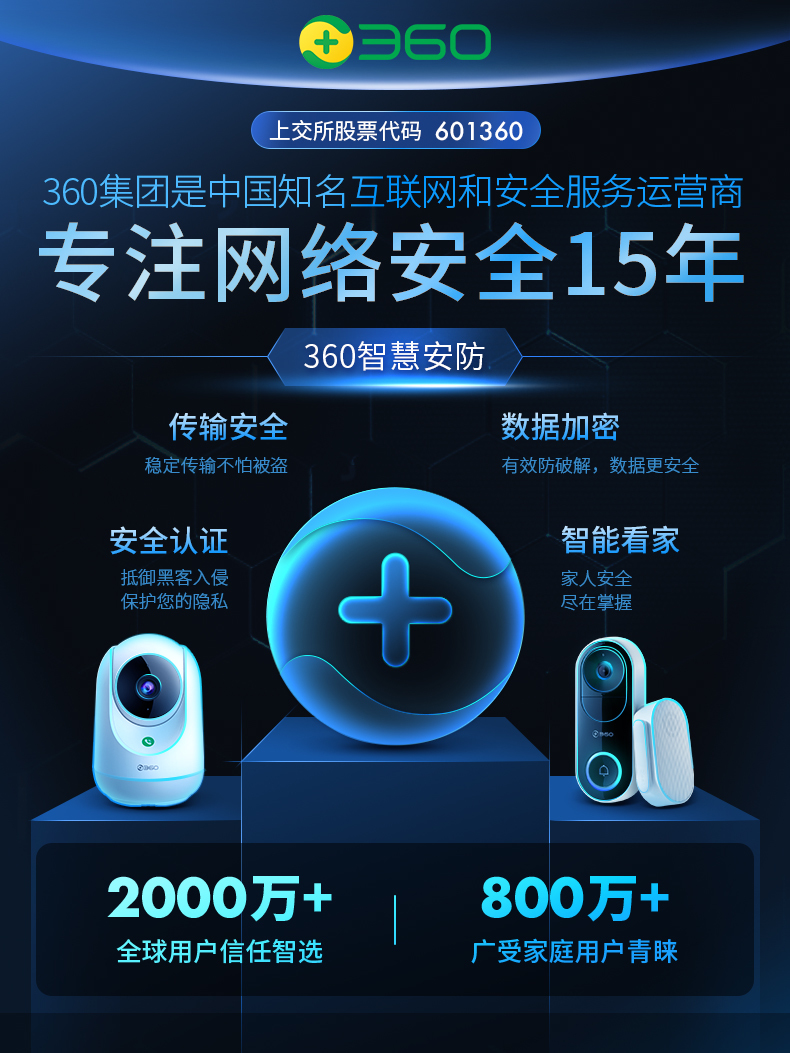 360
上交所股票代码 601360
360集团是中国知名互联网和安全服务运营商
专注网络安全15年
360智慧安防
传输安全
稳定传输不怕被盗
数据加密
有效防破解，数据更安全
安全认证
抵御黑客入侵
保护您的隐私
智能看家
家人安全
尽在掌握
360
360
2000万+
全球用户信任智选
800万+
广受家庭用户青睐